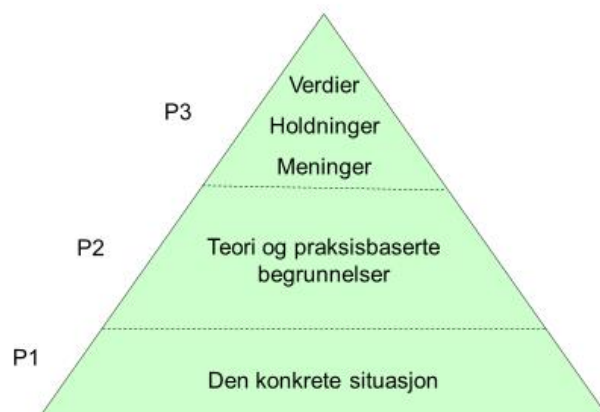 Verdier
P3
Holdninger
Meninger
P2
Teori og praksisbaserte
begrunnelser
P1
Den konkrete situasjon